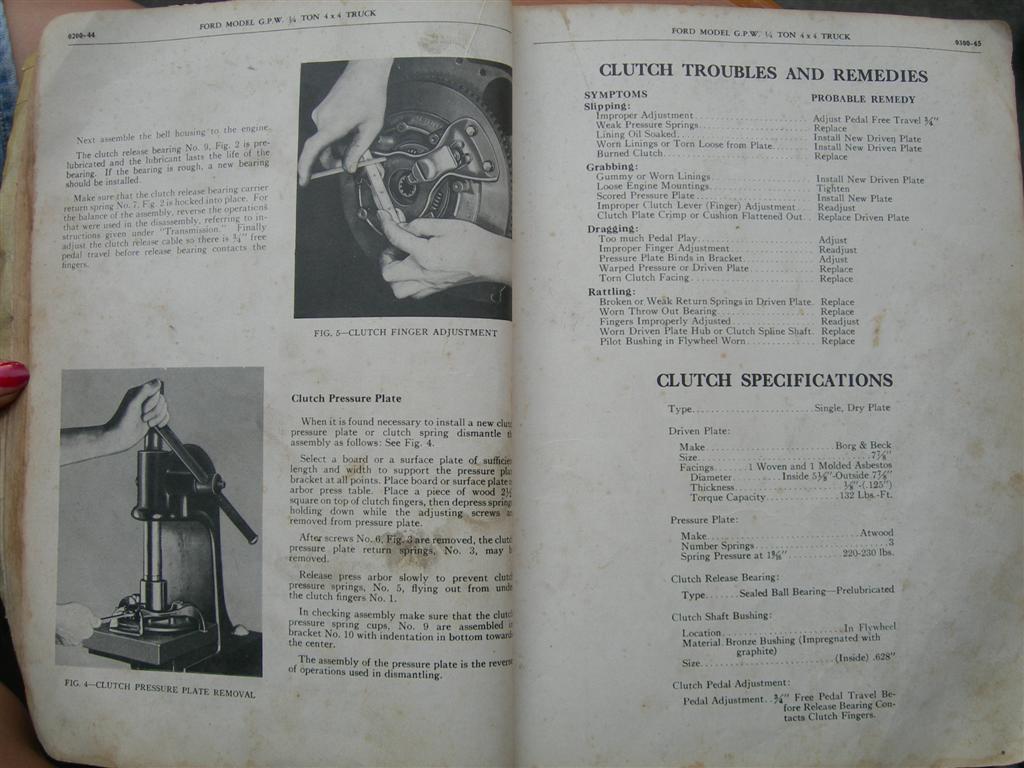 0200-44
FORD MODEL G.P.W. ¼ TON 4x4 TRUCK
Next assemble the bell housing to the engine.
The clutch release bearing No. 9, Fig. 2 is pre-
lubricated and the lubricant lasts the life of the
bearing. If the bearing is rough, a new bearing
should be installed.
Make sure that the clutch release bearing carrier
return spring No. 7, Fig. 2 is hooked into place. For
the balance of the assembly, reverse the operations
that were used in the disassembly, referring to in-
structions given under "Transmission." Finally
adjust the clutch release cable so there is ¾" free
pedal travel before release bearing contacts the
fingers.
FIG. 5—CLUTCH FINGER ADJUSTMENT
FIG. 4—CLUTCH PRESSURE PLATE REMOVAL
Clutch Pressure Plate
When it is found necessary to install a new
pressure plate or clutch spring dismantle
assembly as follows: See Fig. 4.
Select a board or a surface plate of
length and width to support the pressure
bracket at all points. Place board or surface plate
arbor press table. Place a piece of wood
square on top of clutch fingers, then depress
holding down while the adjusting screws
removed from pressure plate.
After screws No. 6, Fig. 3 are removed, the
pressure plate return springs, No. 3, may
removed.
Release press arbor slowly to prevent
pressure springs, No. 5, flying out from
the clutch fingers No. 1.
In checking assembly make sure that the
pressure spring cups, No. 9 are assembled
bracket No. 10 with indentation in bottom
the center.
The assembly of the pressure plate is the
of operations used in dismantling.
FORD MODEL G.P.W. ¼ TON 4x4 TRUCK
0300-45
CLUTCH TROUBLES AND REMEDIES
SYMPTOMS PROBABLE REMEDY
Slipping:
Improper Adjustment Adjust Pedal Free Travel ¾"
Weak Pressure Springs Replace
Lining Oil Soaked Install New Driven Plate
Worn Linings or Torn Loose from Plate Install New Driven Plate
Burned Clutch Replace
Grabbing:
Gummy or Worn Linings Install New Driven Plate
Loose Engine Mountings Tighten
Scored Pressure Plate Install New Plate
Improper Clutch Lever (Finger) Adjustment Readjust
Clutch Plate Crimp or Cushion Flattened Out Replace Driven Plate
Dragging:
Too much Pedal Play Adjust
Improper Finger Adjustment Readjust
Pressure Plate Binds in Bracket Adjust
Warped Pressure or Driven Plate Replace
Torn Clutch Facing Replace
Rattling:
Broken or Weak Return Springs in Driven Plate Replace
Worn Throw Out Bearing Replace
Fingers Improperly Adjusted Readjust
Worn Driven Plate Hub or Clutch Spline Shaft Replace
Pilot Bushing in Flywheel Worn Replace
CLUTCH SPECIFICATIONS
Type Single, Dry Plate
Driven Plate:
Make Borg & Beck
Size 7⅞"
Facings 1 Woven and 1 Molded Asbestos
Diameter Inside 5⅛"-Outside 7⅞"
Thickness ⅛"-(.125")
Torque Capacity 132 Lbs.-Ft.
Pressure Plate:
Make Atwood
Number Springs 3
Spring Pressure at 220-230 lbs.
Clutch Release Bearing:
Type Sealed Ball Bearing—Prelubricated
Clutch Shaft Bushing:
Location In Flywheel
Material Bronze Bushing (Impregnated with
graphite)
Size (Inside) .628"
Clutch Pedal Adjustment:
Pedal Adjustment ¾" Free Pedal Travel Be-
fore Release Bearing Con-
tacts Clutch Fingers.